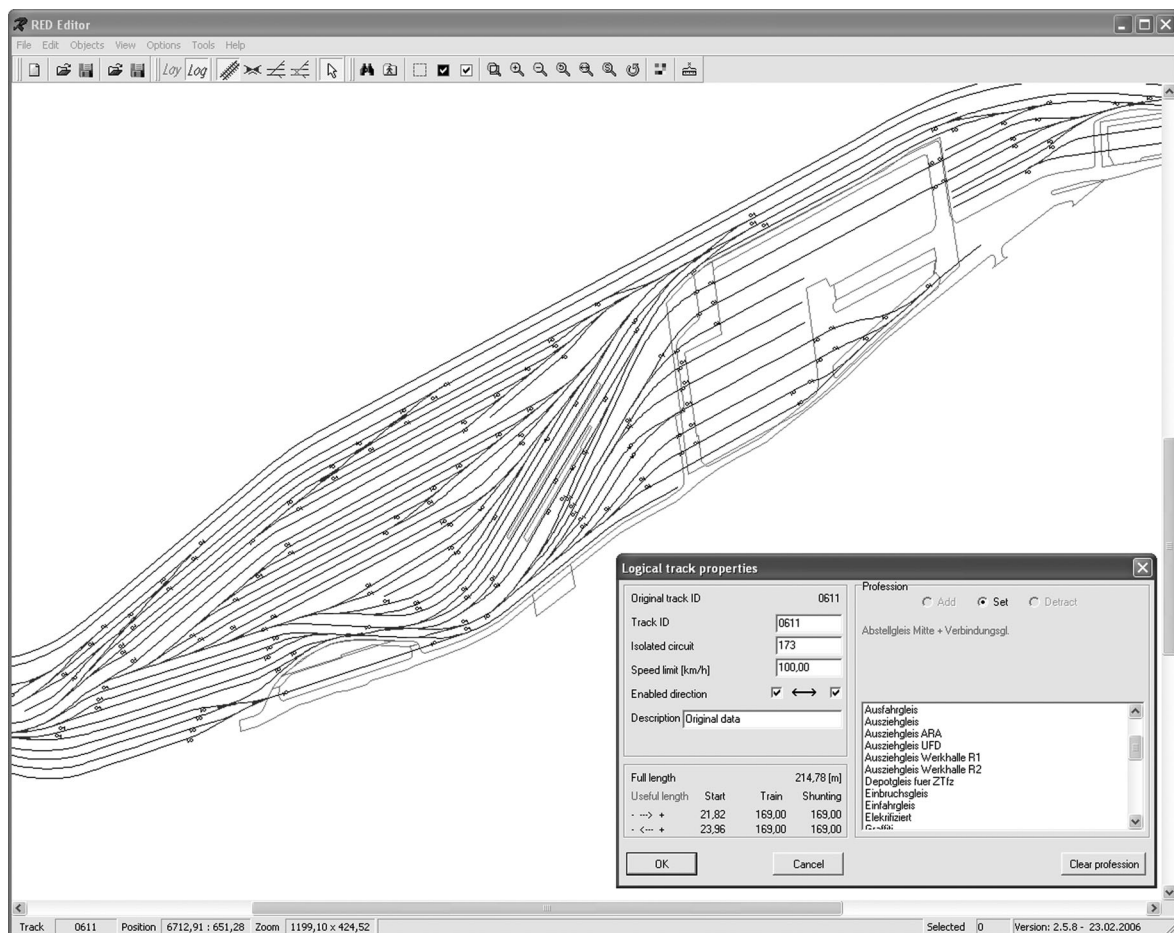 RED Editor
File Edit Objects View Options Tools Help
Lay Log
Logical track properties
Original track ID 0611
Track ID 0611
Isolated circuit 173
Speed limit [km/h] 100,00
Enabled direction
Description Original data
Full length 214,78 [m]
Useful length Start Train Shunting
- ---> + 21,82 169,00 169,00
- <--- + 23,96 169,00 169,00
Profession
Add Set Detract
Abstellgleis Mitte + Verbindungsgl.
Ausfahrgleis
Ausziehgleis
Ausziehgleis ARA
Ausziehgleis UFD
Ausziehgleis Werkhalle R1
Ausziehgleis Werkhalle R2
Depotgleis fuer ZTfz
Einbruchsgleis
Einfahrgleis
Elekrifiziert
Graffiti
OK Cancel Clear profession
Track 0611 Position 6712,91 : 651,28 Zoom 1199,10 x 424,52 Selected 0 Version: 2.5.8 - 23.02.2006